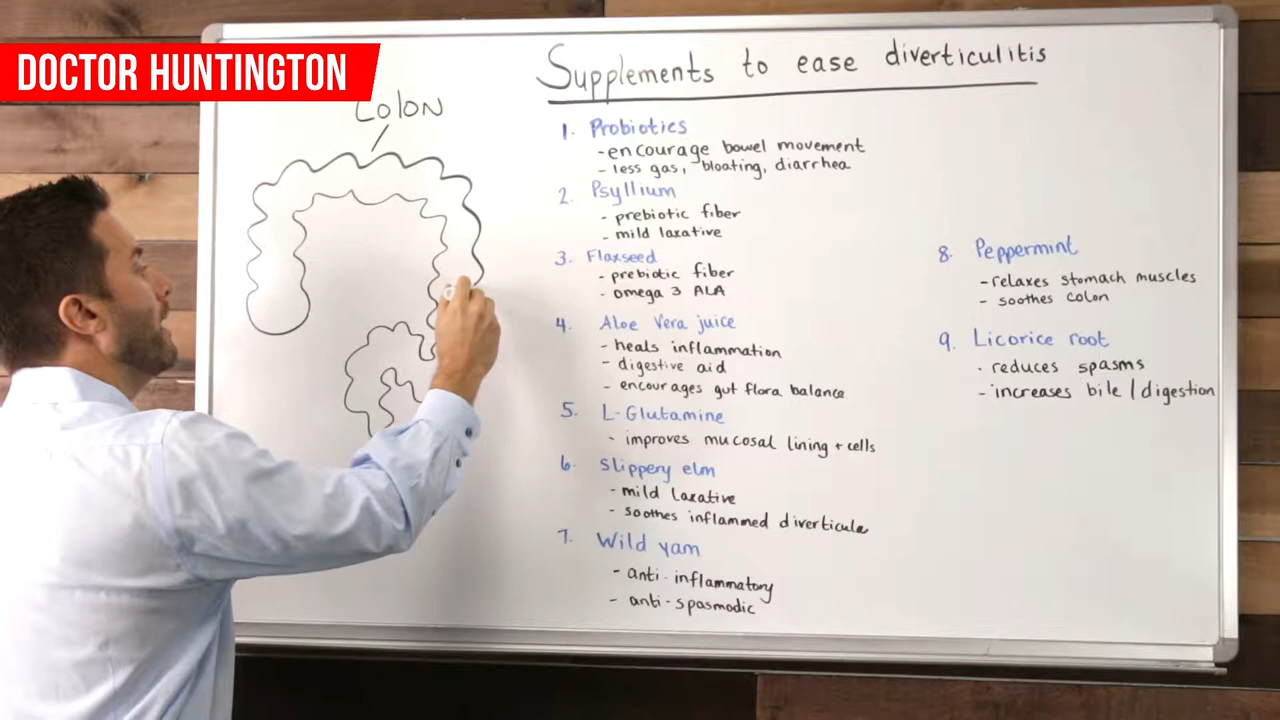 DOCTOR HUNTINGTON
Colon
Supplements to ease diverticulitis
1. Probiotics
- encourage bowel movement
- less gas, bloating, diarrhea
2. Psyllium
- prebiotic fiber
- mild laxative
3. Flaxseed
- prebiotic fiber
- omega 3 ALA
4. Aloe Vera juice
- heals inflammation
- digestive aid
- encourages gut flora balance
5. L-Glutamine
- improves mucosal lining + cells
6. Slippery elm
- mild laxative
- soothes inflammed diverticula
7. Wild yam
- anti-inflammatory
- anti-spasmodic
8. Peppermint
- relaxes stomach muscles
- soothes colon
9. Licorice root
- reduces spasms
- increases bile / digestion